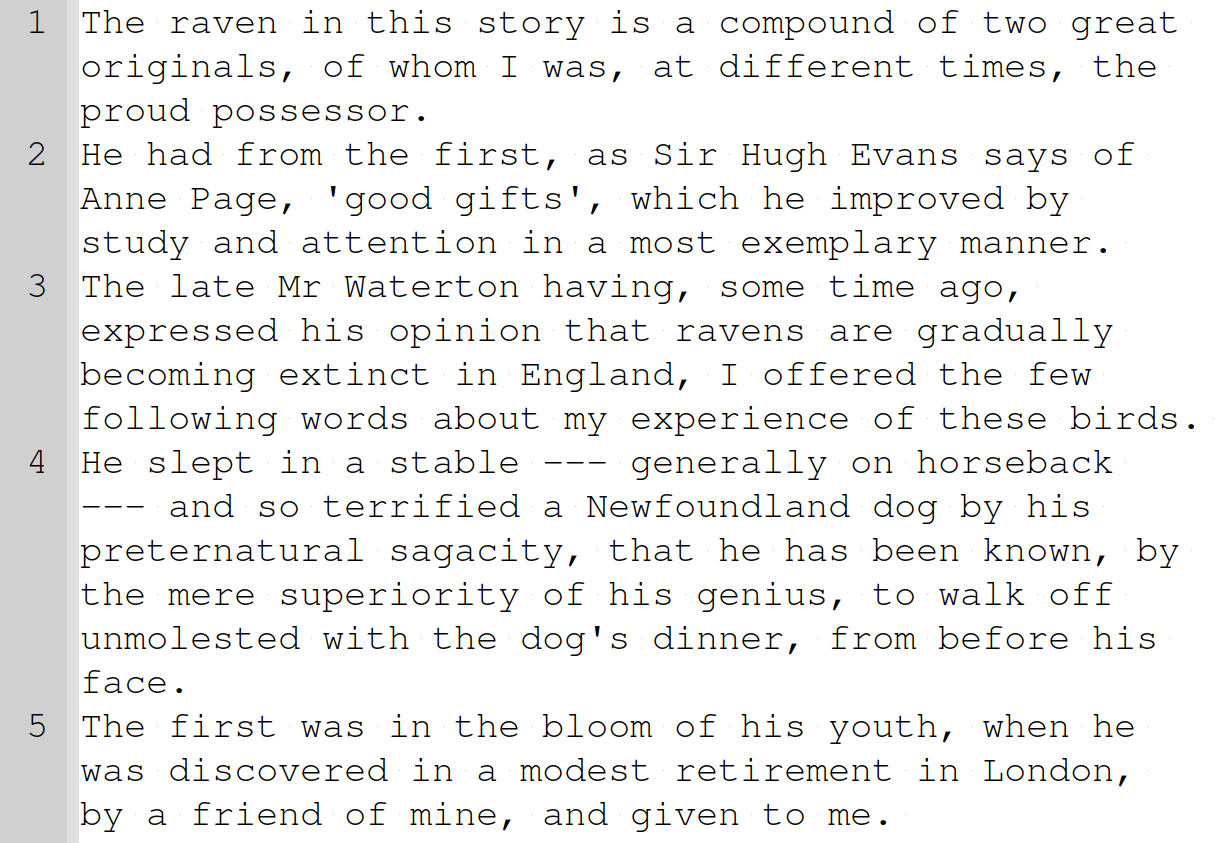 1 The raven in this story is a compound of two great
originals, of whom I was, at different times, the
proud possessor.
2 He had from the first, as Sir Hugh Evans says of
Anne Page, 'good gifts', which he improved by
study and attention in a most exemplary manner.
3 The late Mr Waterton having, some time ago,
expressed his opinion that ravens are gradually
becoming extinct in England, I offered the few
following words about my experience of these birds.
4 He slept in a stable --- generally on horseback
--- and so terrified a Newfoundland dog by his
preternatural sagacity, that he has been known, by
the mere superiority of his genius, to walk off
unmolested with the dog's dinner, from before his
face.
5 The first was in the bloom of his youth, when he
was discovered in a modest retirement in London,
by a friend of mine, and given to me.